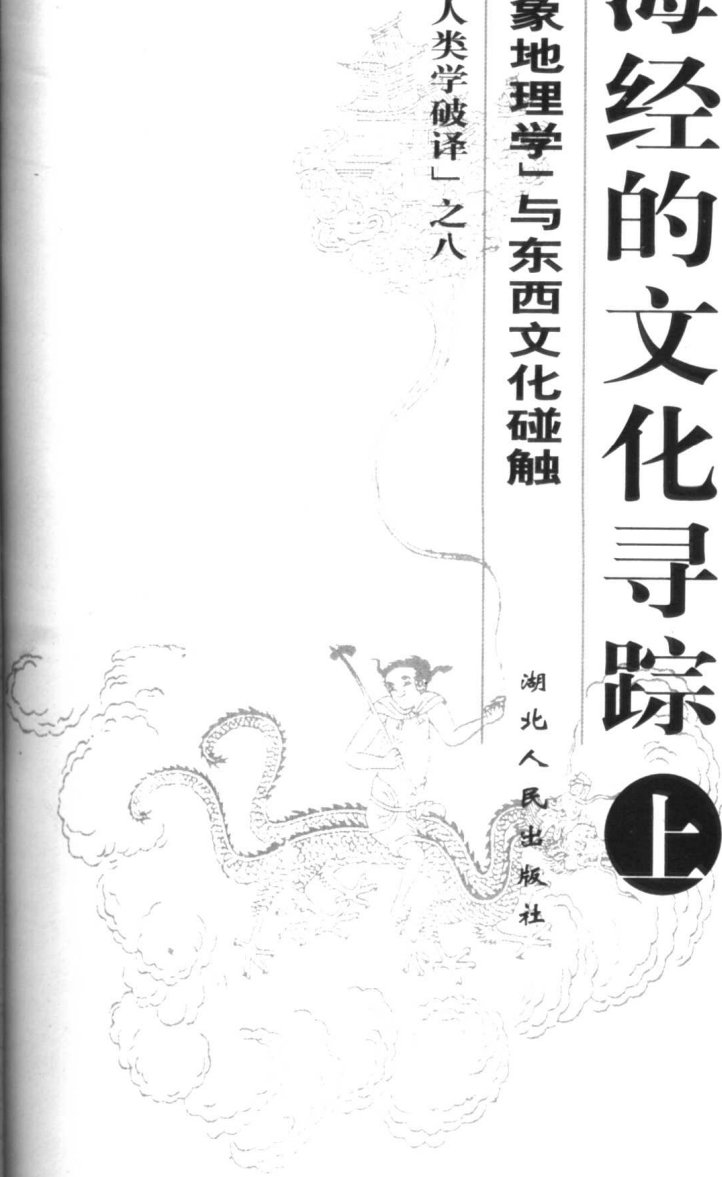 海经的文化寻踪
上
象地理学」与东西文化碰触
人类学破译」之八
湖北人民出版社